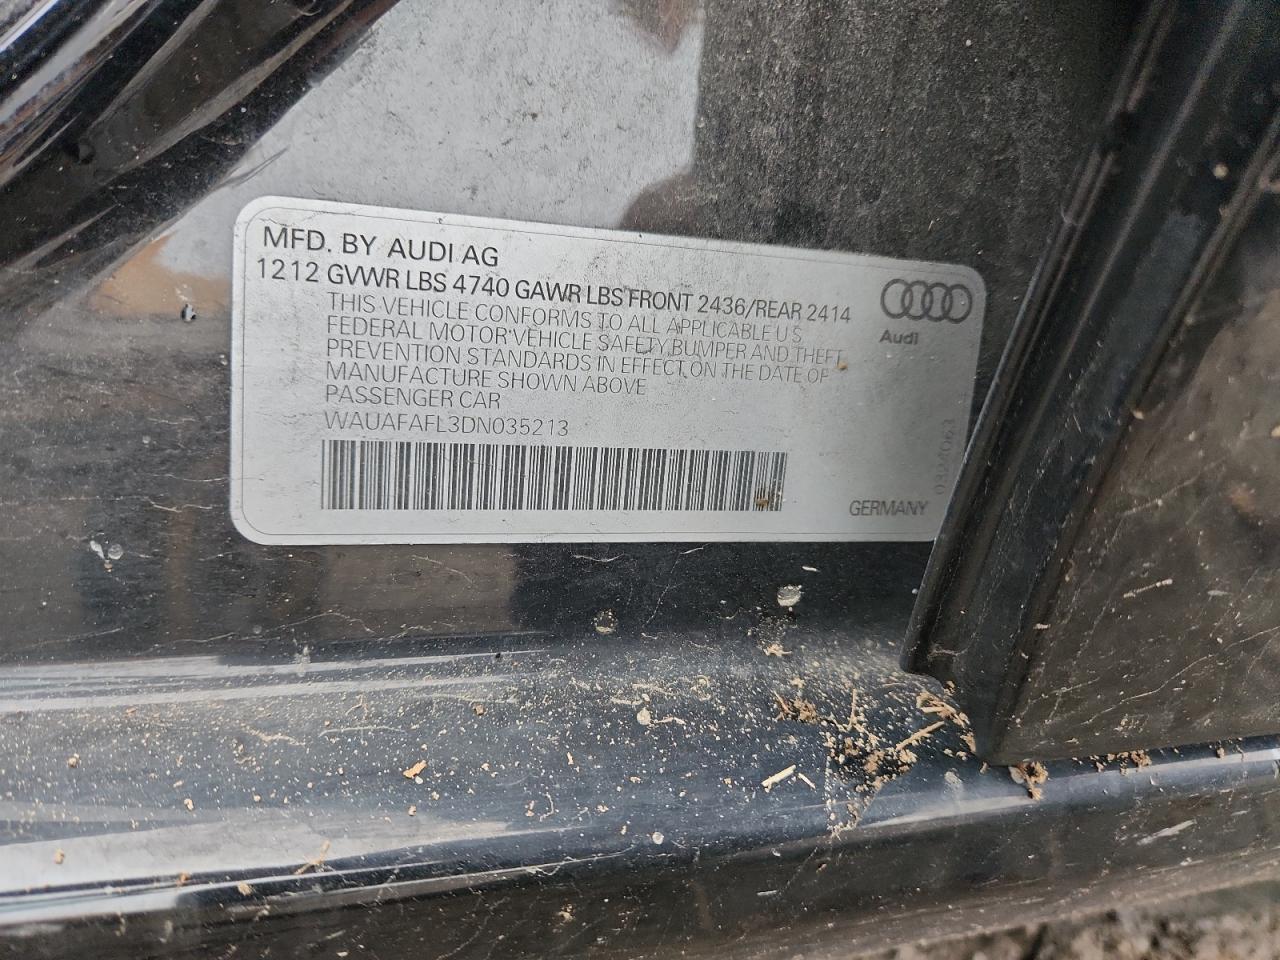 MFD. BY AUDI AG
1212 GVWR LBS 4740 GAWR LBS FRONT 2436/REAR 2414
THIS VEHICLE CONFORMS TO ALL APPLICABLE U S
FEDERAL MOTOR VEHICLE SAFETY, BUMPER AND THEFT
PREVENTION STANDARDS IN EFFECT ON THE DATE OF
MANUFACTURE SHOWN ABOVE
PASSENGER CAR
WAUAFAFL3DN035213
Audi
GERMANY